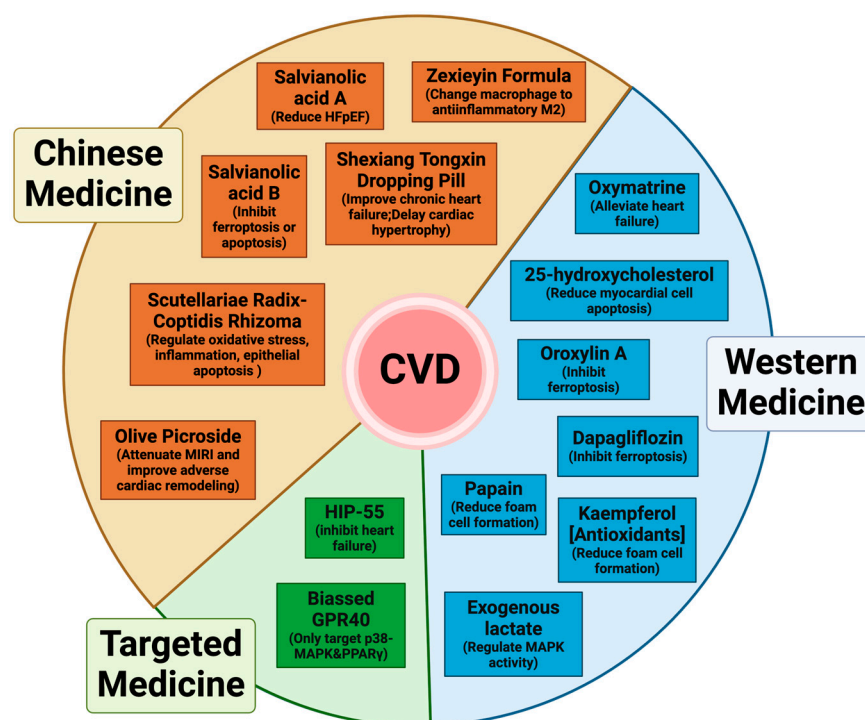 Chinese
Medicine
Salvianolic
acid A
(Reduce HFpEF)
Zexieyin Formula
(Change macrophage to
antiinflammatory M2)
Salvianolic
acid B
(Inhibit
ferroptosis or
apoptosis)
Shexiang Tongxin
Dropping Pill
(Improve chronic heart
failure;Delay cardiac
hypertrophy)
Scutellariae Radix-
Coptidis Rhizoma
(Regulate oxidative stress,
inflammation, epithelial
apoptosis )
Olive Picroside
(Attenuate MIRI and
improve adverse
cardiac remodeling)
CVD
Western
Medicine
Oxymatrine
(Alleviate heart
failure)
25-hydroxycholesterol
(Reduce myocardial cell
apoptosis)
Oroxylin A
(Inhibit
ferroptosis)
Dapagliflozin
(Inhibit ferroptosis)
Papain
(Reduce foam
cell formation)
Kaempferol
[Antioxidants]
(Reduce foam cell
formation)
Exogenous
lactate
(Regulate MAPK
activity)
Targeted
Medicine
HIP-55
(inhibit heart
failure)
Biassed
GPR40
(Only target p38-
MAPK&PPARγ)